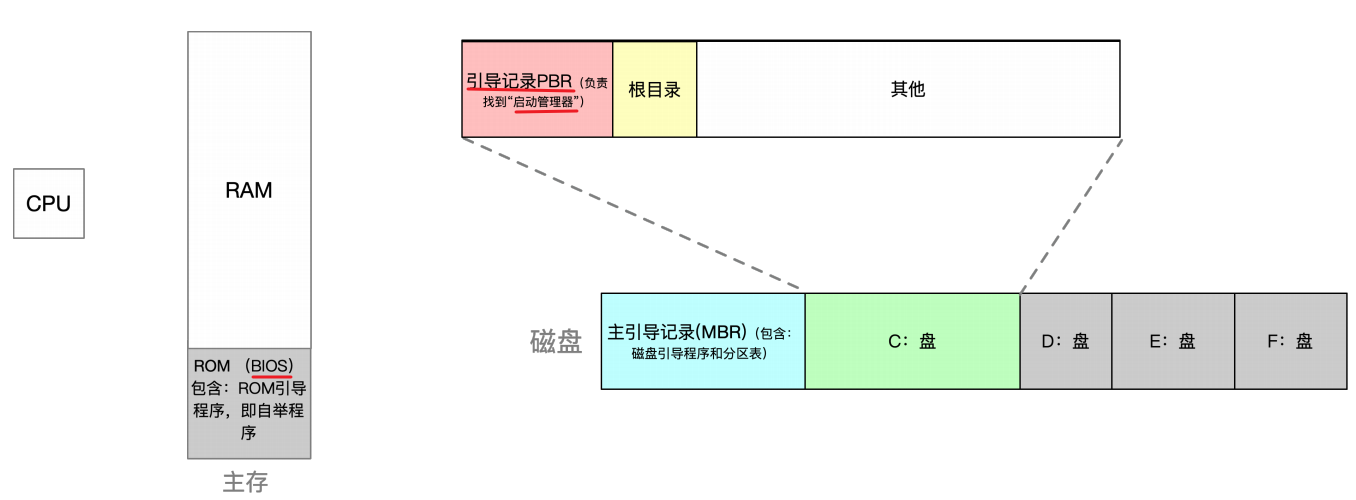 CPU
RAM
ROM （BIOS）
包含：ROM引导
程序，即自举程
序
主存
引导记录PBR（负责
找到“启动管理器”）
根目录
其他
磁盘
主引导记录(MBR)（包含：
磁盘引导程序和分区表）
C：盘
D：盘
E：盘
F：盘